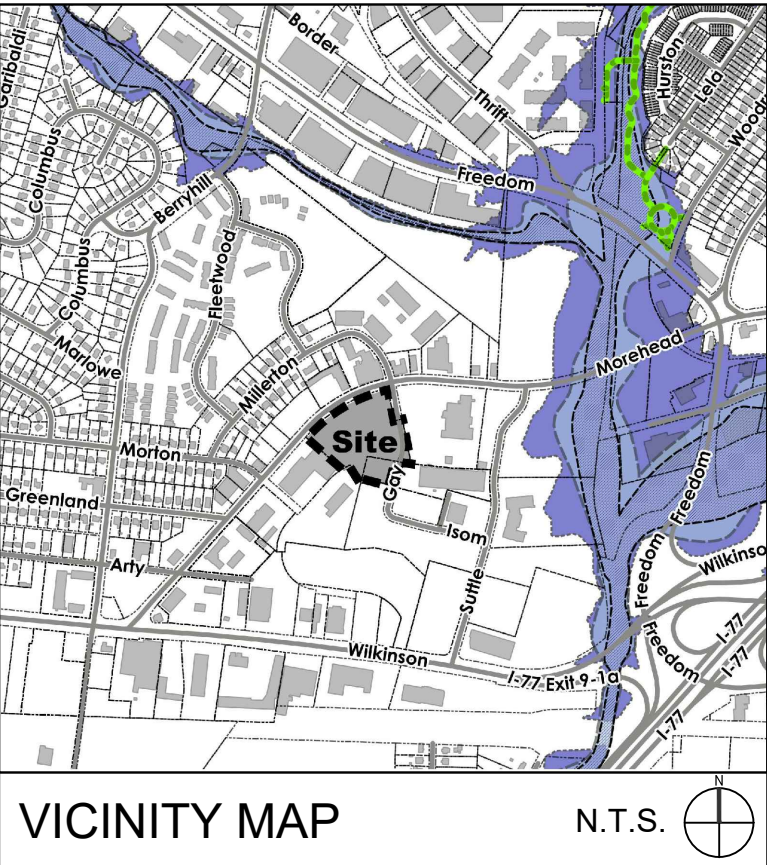 Garibaldi
Border
Hurston
Lela
Thrift
Columbus
Freedom
Berryhill
Columbus
Fleetwood
Marlowe
Millerton
Morehead
Site
Morton
Gay
Greenland
Isom
Freedom
Arty
Suttle
Freedom
Wilkinso
Wilkinson
Freedom
I-77
I-77
I-77 Exit 9-1a
I-77
VICINITY MAP
N.T.S.
N